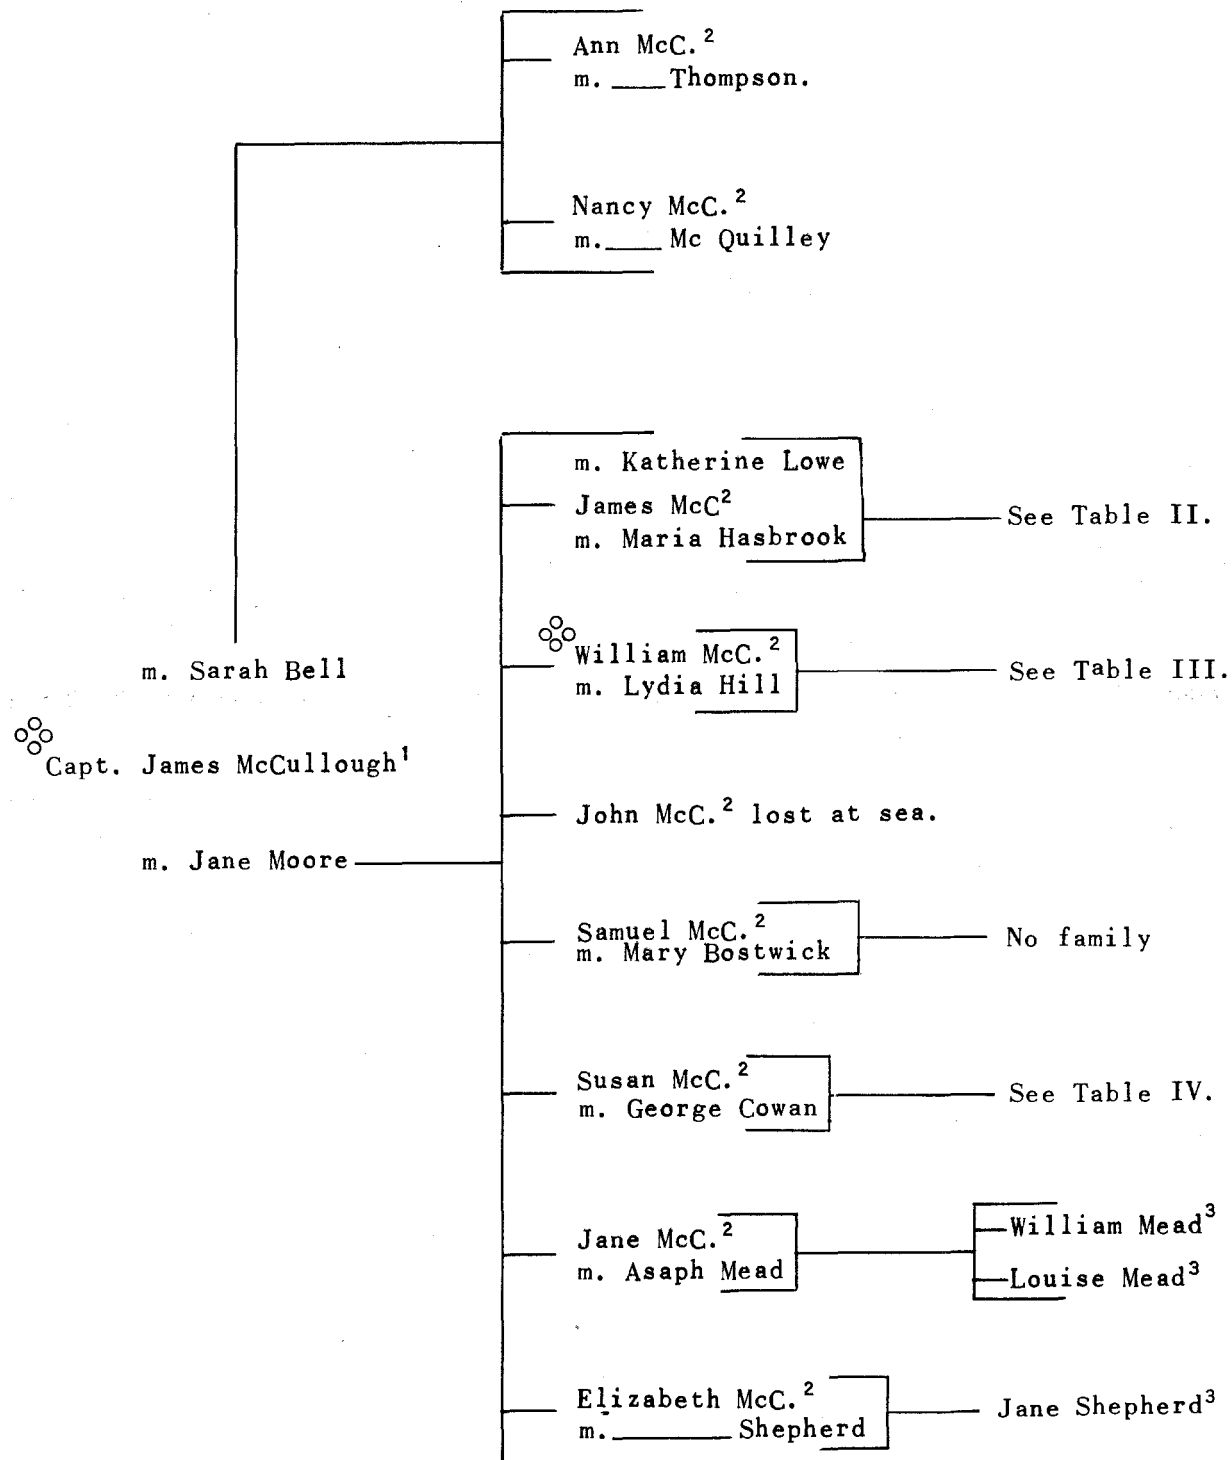 Ann McC.²
m. ____ Thompson.
Nancy McC.²
m. ____ Mc Quilley
m. Katherine Lowe
James McC²
m. Maria Hasbrook
See Table II.
William McC.²
m. Lydia Hill
See Table III.
m. Sarah Bell
Capt. James McCullough¹
m. Jane Moore
John McC.² lost at sea.
Samuel McC.²
m. Mary Bostwick
No family
Susan McC.²
m. George Cowan
See Table IV.
Jane McC.²
m. Asaph Mead
William Mead³
Louise Mead³
Elizabeth McC.²
m. ________ Shepherd
Jane Shepherd³